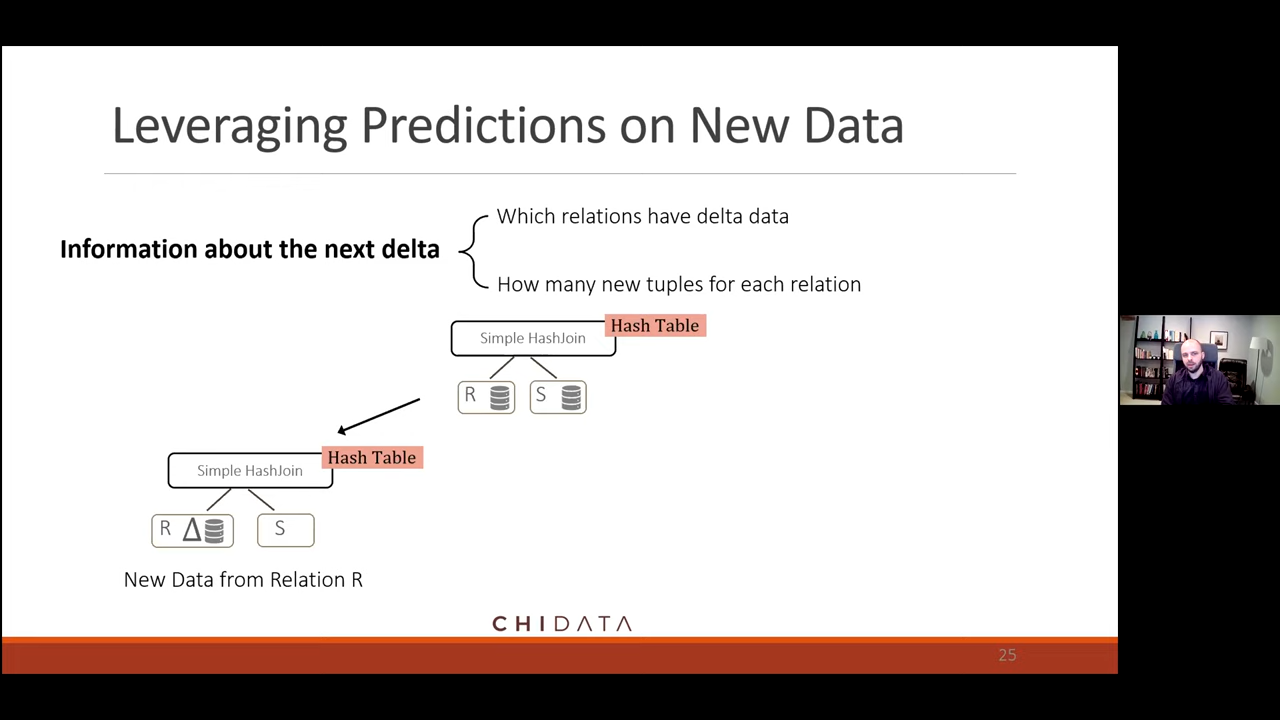 Leveraging Predictions on New Data
Which relations have delta data
Information about the next delta
How many new tuples for each relation
Simple HashJoin
Hash Table
R
S
Simple HashJoin
Hash Table
R Δ
S
New Data from Relation R
CHIDATA
25